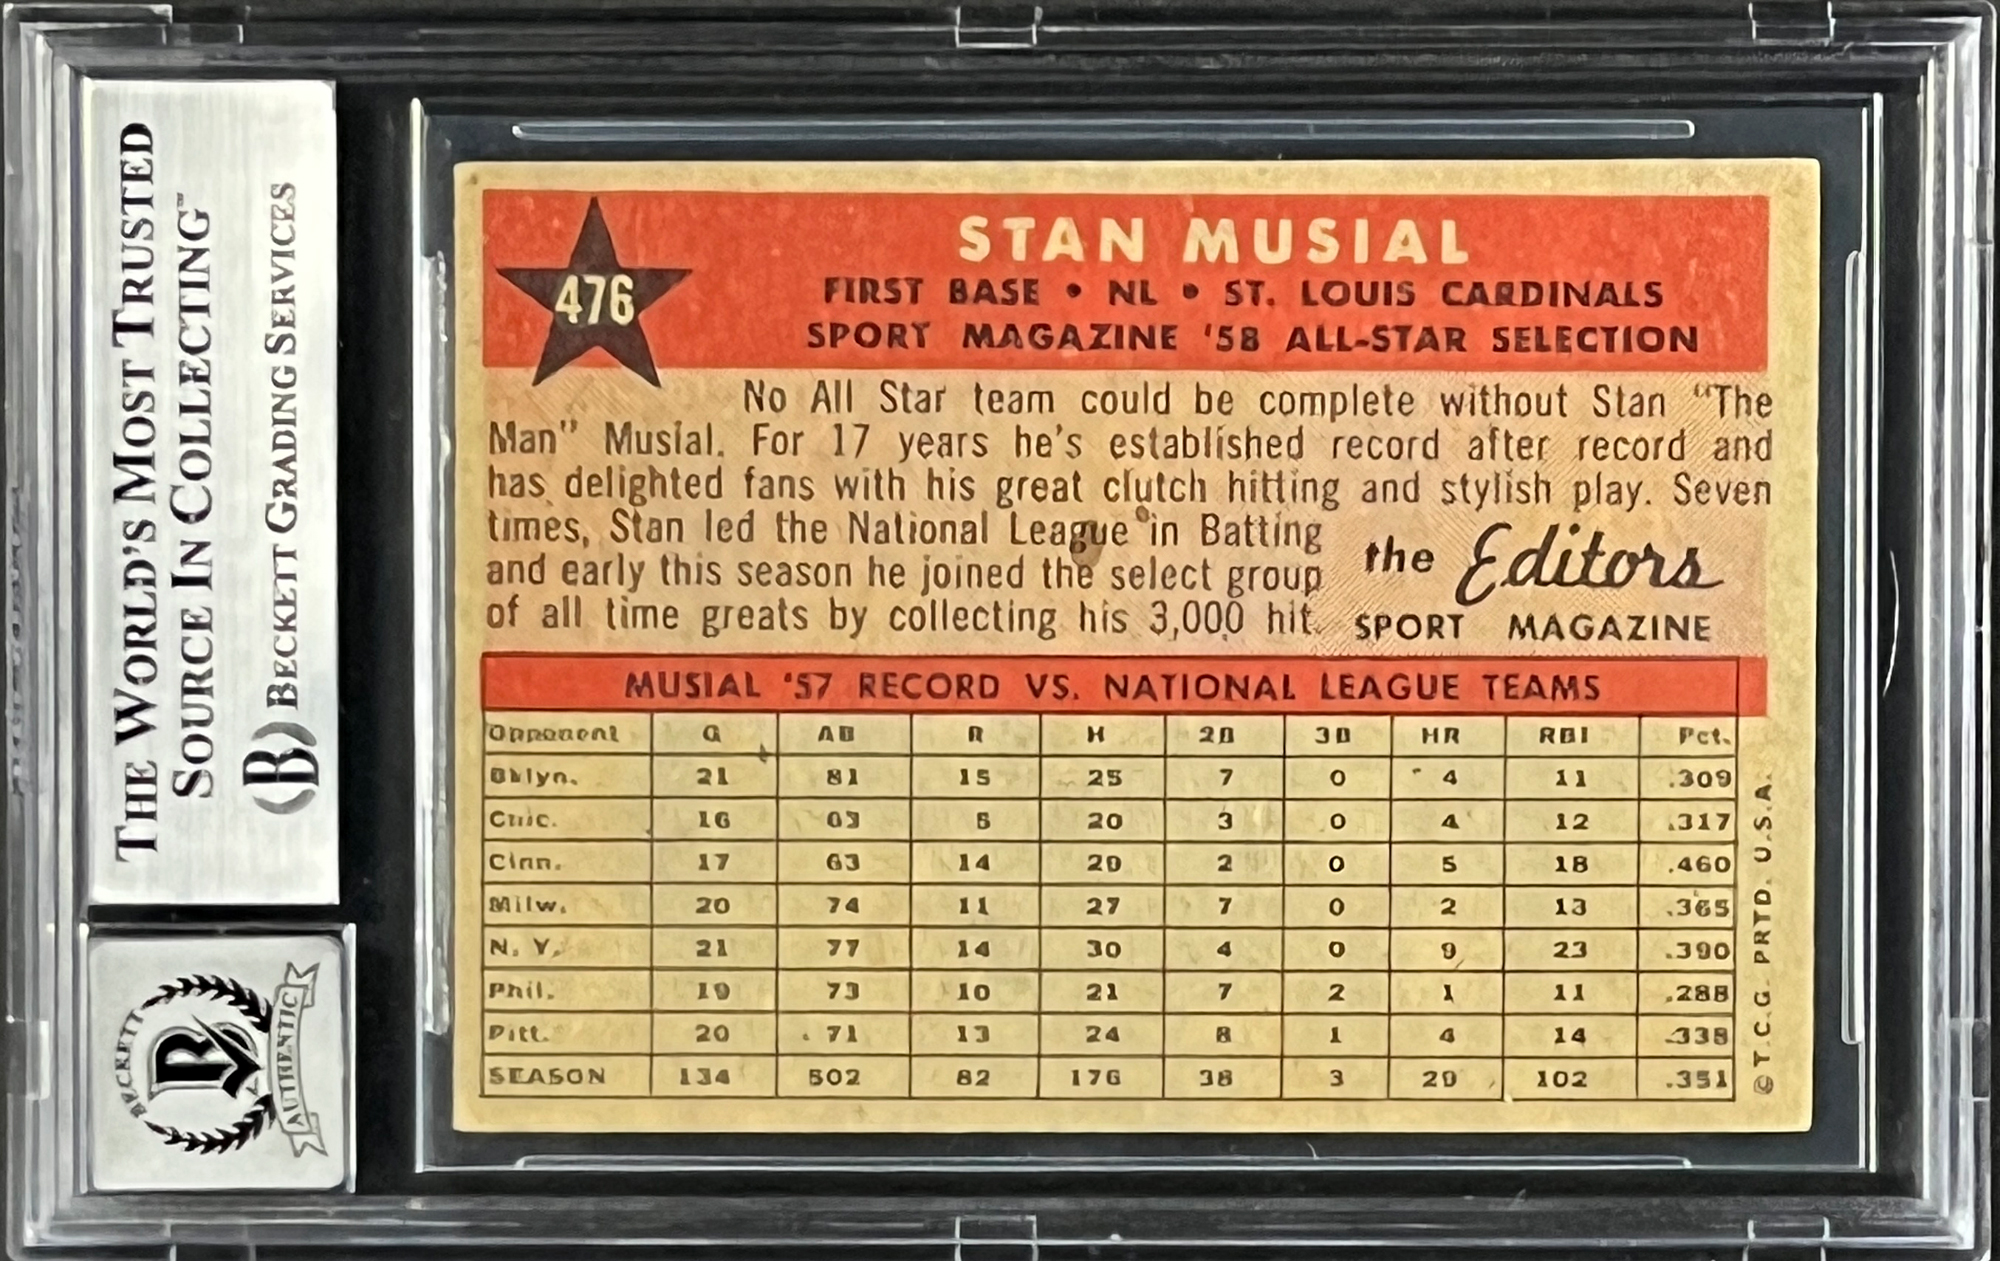 THE WORLD'S MOST TRUSTED
SOURCE IN COLLECTING™
BECKETT GRADING SERVICES
BECKETT
AUTHENTIC
476
STAN MUSIAL
FIRST BASE • NL • ST. LOUIS CARDINALS
SPORT MAGAZINE '58 ALL-STAR SELECTION
No All Star team could be complete without Stan "The
Man" Musial. For 17 years he's established record after record and
has delighted fans with his great clutch hitting and stylish play. Seven
times, Stan led the National League in Batting
and early this season he joined the select group
of all time greats by collecting his 3,000 hit.
the Editors
SPORT MAGAZINE
MUSIAL '57 RECORD VS. NATIONAL LEAGUE TEAMS
Opponent G AB R H 2B 3B HR RBI Pct.
Bklyn. 21 81 15 25 7 0 4 11 .309
Chic. 16 63 5 20 3 0 4 12 .317
Cinn. 17 63 14 29 2 0 5 18 .460
Milw. 20 74 11 27 7 0 2 13 .365
N. Y. 21 77 14 30 4 0 9 23 .390
Phil. 19 73 10 21 7 2 1 11 .288
Pitt. 20 71 13 24 8 1 4 14 .338
SEASON 134 502 82 176 38 3 29 102 .351
© T.C.G. PRTD. U.S.A.